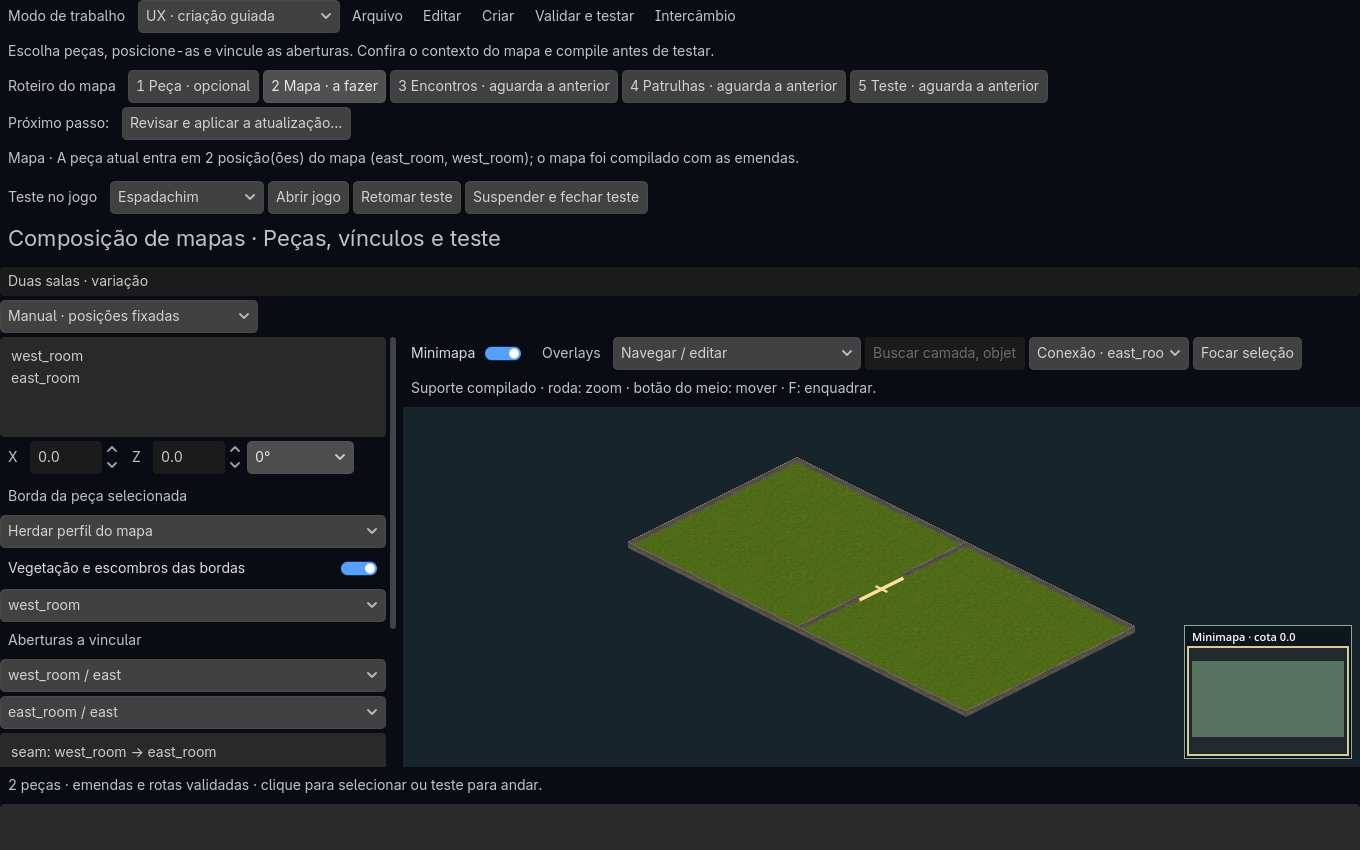 Modo de trabalho UX · criação guiada Arquivo Editar Criar Validar e testar Intercâmbio
Escolha peças, posicione-as e vincule as aberturas. Confira o contexto do mapa e compile antes de testar.
Roteiro do mapa 1 Peça · opcional 2 Mapa · a fazer 3 Encontros · aguarda a anterior 4 Patrulhas · aguarda a anterior 5 Teste · aguarda a anterior
Próximo passo: Revisar e aplicar a atualização...
Mapa · A peça atual entra em 2 posição(ões) do mapa (east_room, west_room); o mapa foi compilado com as emendas.
Teste no jogo Espadachim Abrir jogo Retomar teste Suspender e fechar teste
Composição de mapas · Peças, vínculos e teste
Duas salas · variação
Manual · posições fixadas
west_room
east_room
X 0.0 Z 0.0 0°
Borda da peça selecionada
Herdar perfil do mapa
Vegetação e escombros das bordas
west_room
Aberturas a vincular
west_room / east
east_room / east
seam: west_room → east_room
Minimapa Overlays Navegar / editar Buscar camada, objet Conexão · east_roo Focar seleção
Suporte compilado · roda: zoom · botão do meio: mover · F: enquadrar.
Minimapa · cota 0.0
2 peças · emendas e rotas validadas · clique para selecionar ou teste para andar.